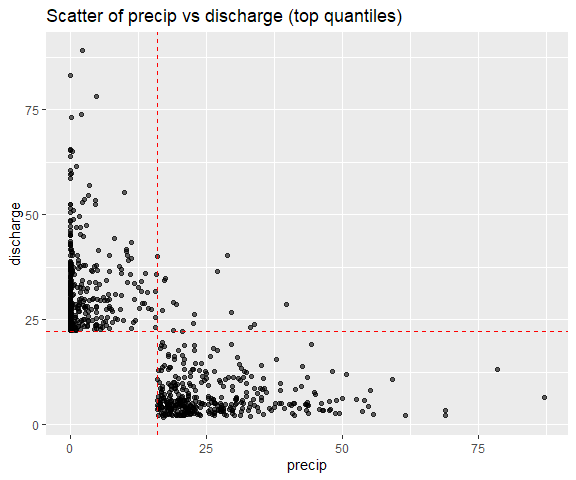 Scatter of precip vs discharge (top quantiles)
75
50
25
0
discharge
0
25
50
75
precip